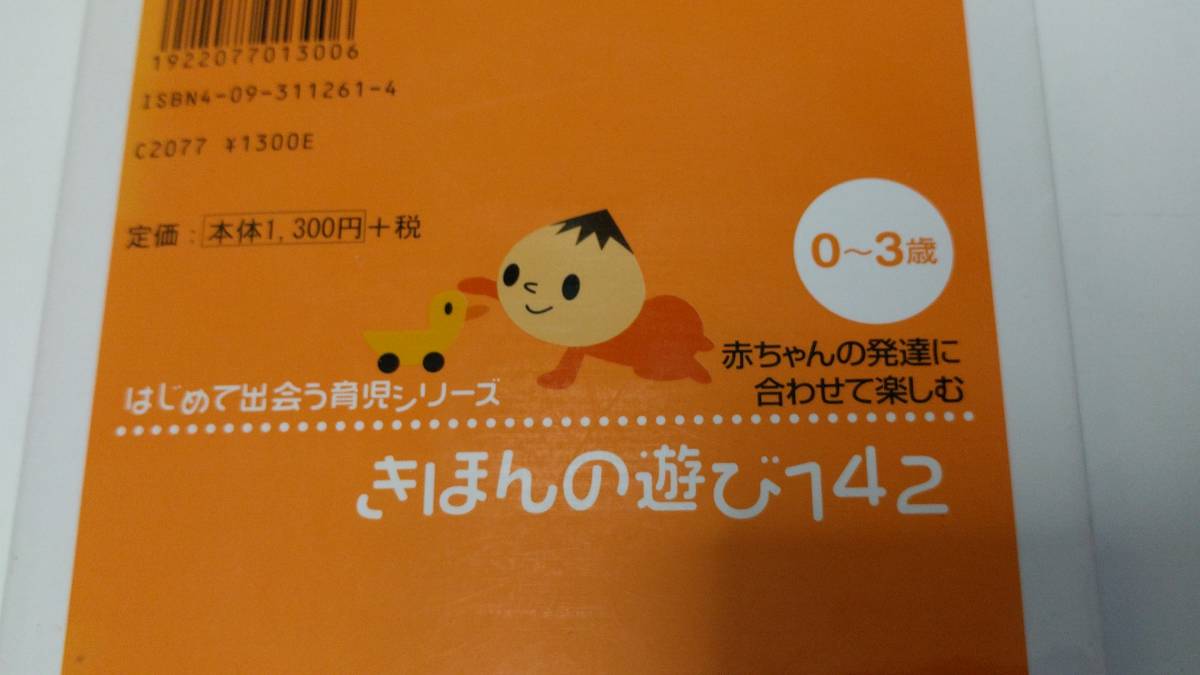 1922077013006
ISBN4-09-311261-4
C2077 ¥1300E
定価：本体1,300円+税
0〜3歳
赤ちゃんの発達に
合わせて楽しむ
はじめて出会う育児シリーズ
きほんの遊び142